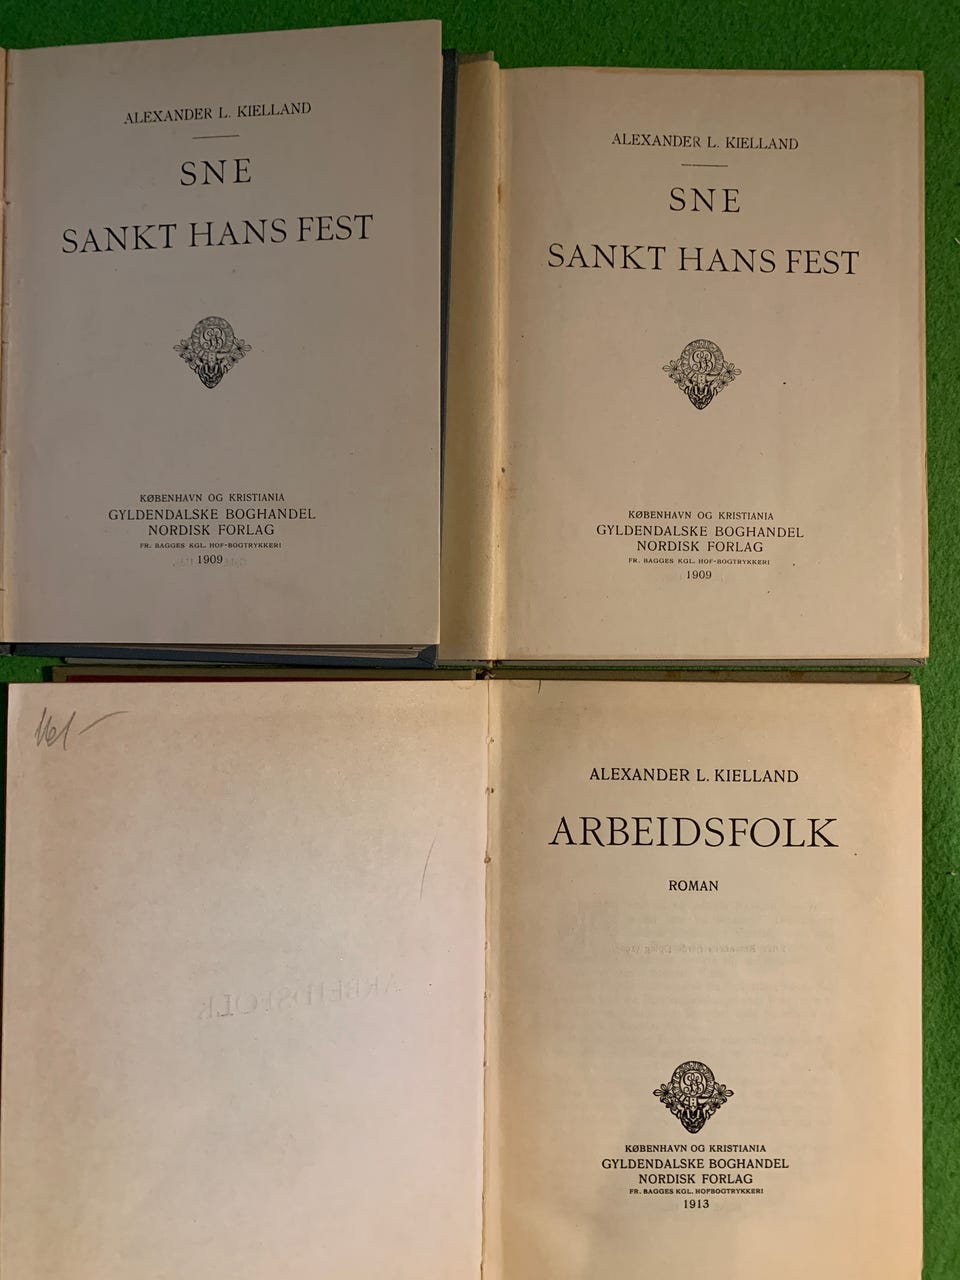 ALEXANDER L. KIELLAND
SNE
SANKT HANS FEST
KØBENHAVN OG KRISTIANIA
GYLDENDALSKE BOGHANDEL
NORDISK FORLAG
FR. BAGGES KGL. HOF-BOGTRYKKERI
1909
ALEXANDER L. KIELLAND
SNE
SANKT HANS FEST
KØBENHAVN OG KRISTIANIA
GYLDENDALSKE BOGHANDEL
NORDISK FORLAG
FR. BAGGES KGL. HOF-BOGTRYKKERI
1909
ARBEIDSFOLK
ALEXANDER L. KIELLAND
ARBEIDSFOLK
ROMAN
KØBENHAVN OG KRISTIANIA
GYLDENDALSKE BOGHANDEL
NORDISK FORLAG
FR. BAGGES KGL. HOFBOGTRYKKERI
1913